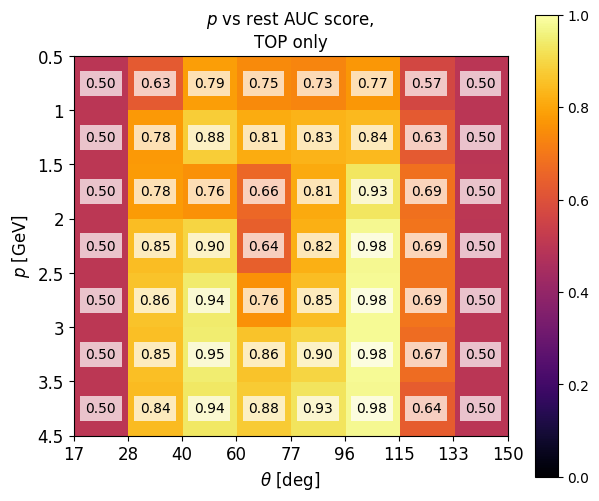 p vs rest AUC score,
TOP only
0.5
0.50 0.63 0.79 0.75 0.73 0.77 0.57 0.50
1
0.50 0.78 0.88 0.81 0.83 0.84 0.63 0.50
1.5
0.50 0.78 0.76 0.66 0.81 0.93 0.69 0.50
2
0.50 0.85 0.90 0.64 0.82 0.98 0.69 0.50
2.5
0.50 0.86 0.94 0.76 0.85 0.98 0.69 0.50
3
0.50 0.85 0.95 0.86 0.90 0.98 0.67 0.50
3.5
0.50 0.84 0.94 0.88 0.93 0.98 0.64 0.50
4.5
p [GeV]
17 28 40 60 77 96 115 133 150
θ [deg]
1.0
0.8
0.6
0.4
0.2
0.0